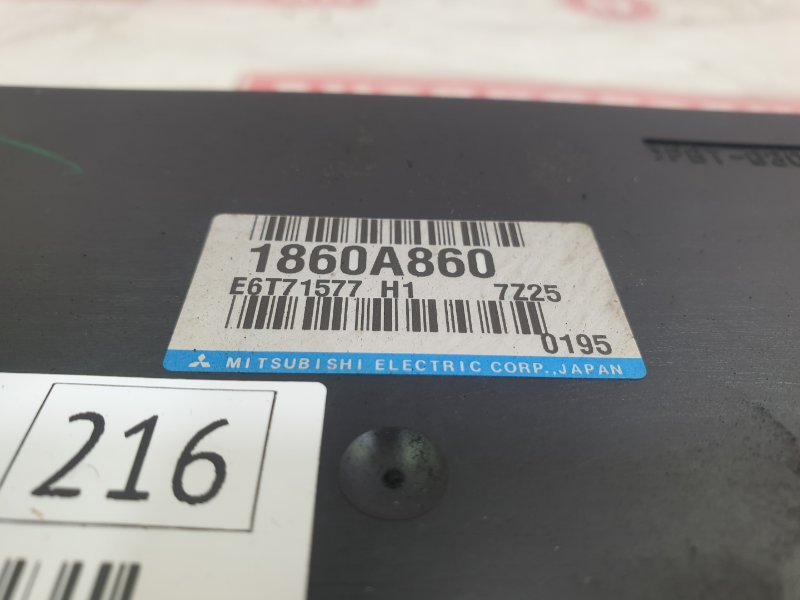 1860A860
E6T71577 H1 7Z25
0195
MITSUBISHI ELECTRIC CORP., JAPAN
216